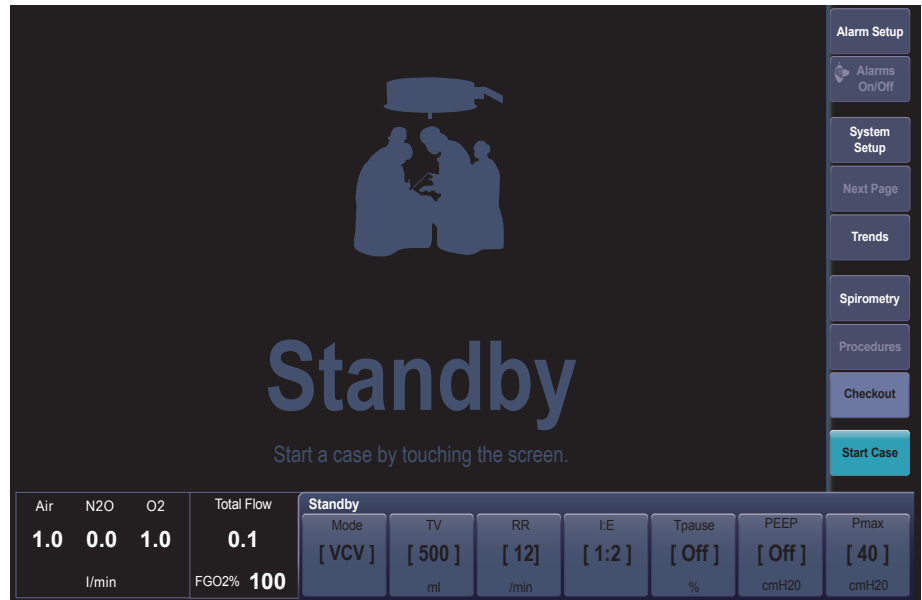 Alarm Setup
Alarms
On/Off
System
Setup
Next Page
Trends
Spirometry
Procedures
Checkout
Start Case
Standby
Start a case by touching the screen.
Air N2O O2
1.0 0.0 1.0
l/min
Total Flow
0.1
FGO2% 100
Standby
Mode TV RR I:E Tpause PEEP Pmax
[ VCV ] [ 500 ] [ 12] [ 1:2 ] [ Off ] [ Off ] [ 40 ]
ml /min % cmH20 cmH20